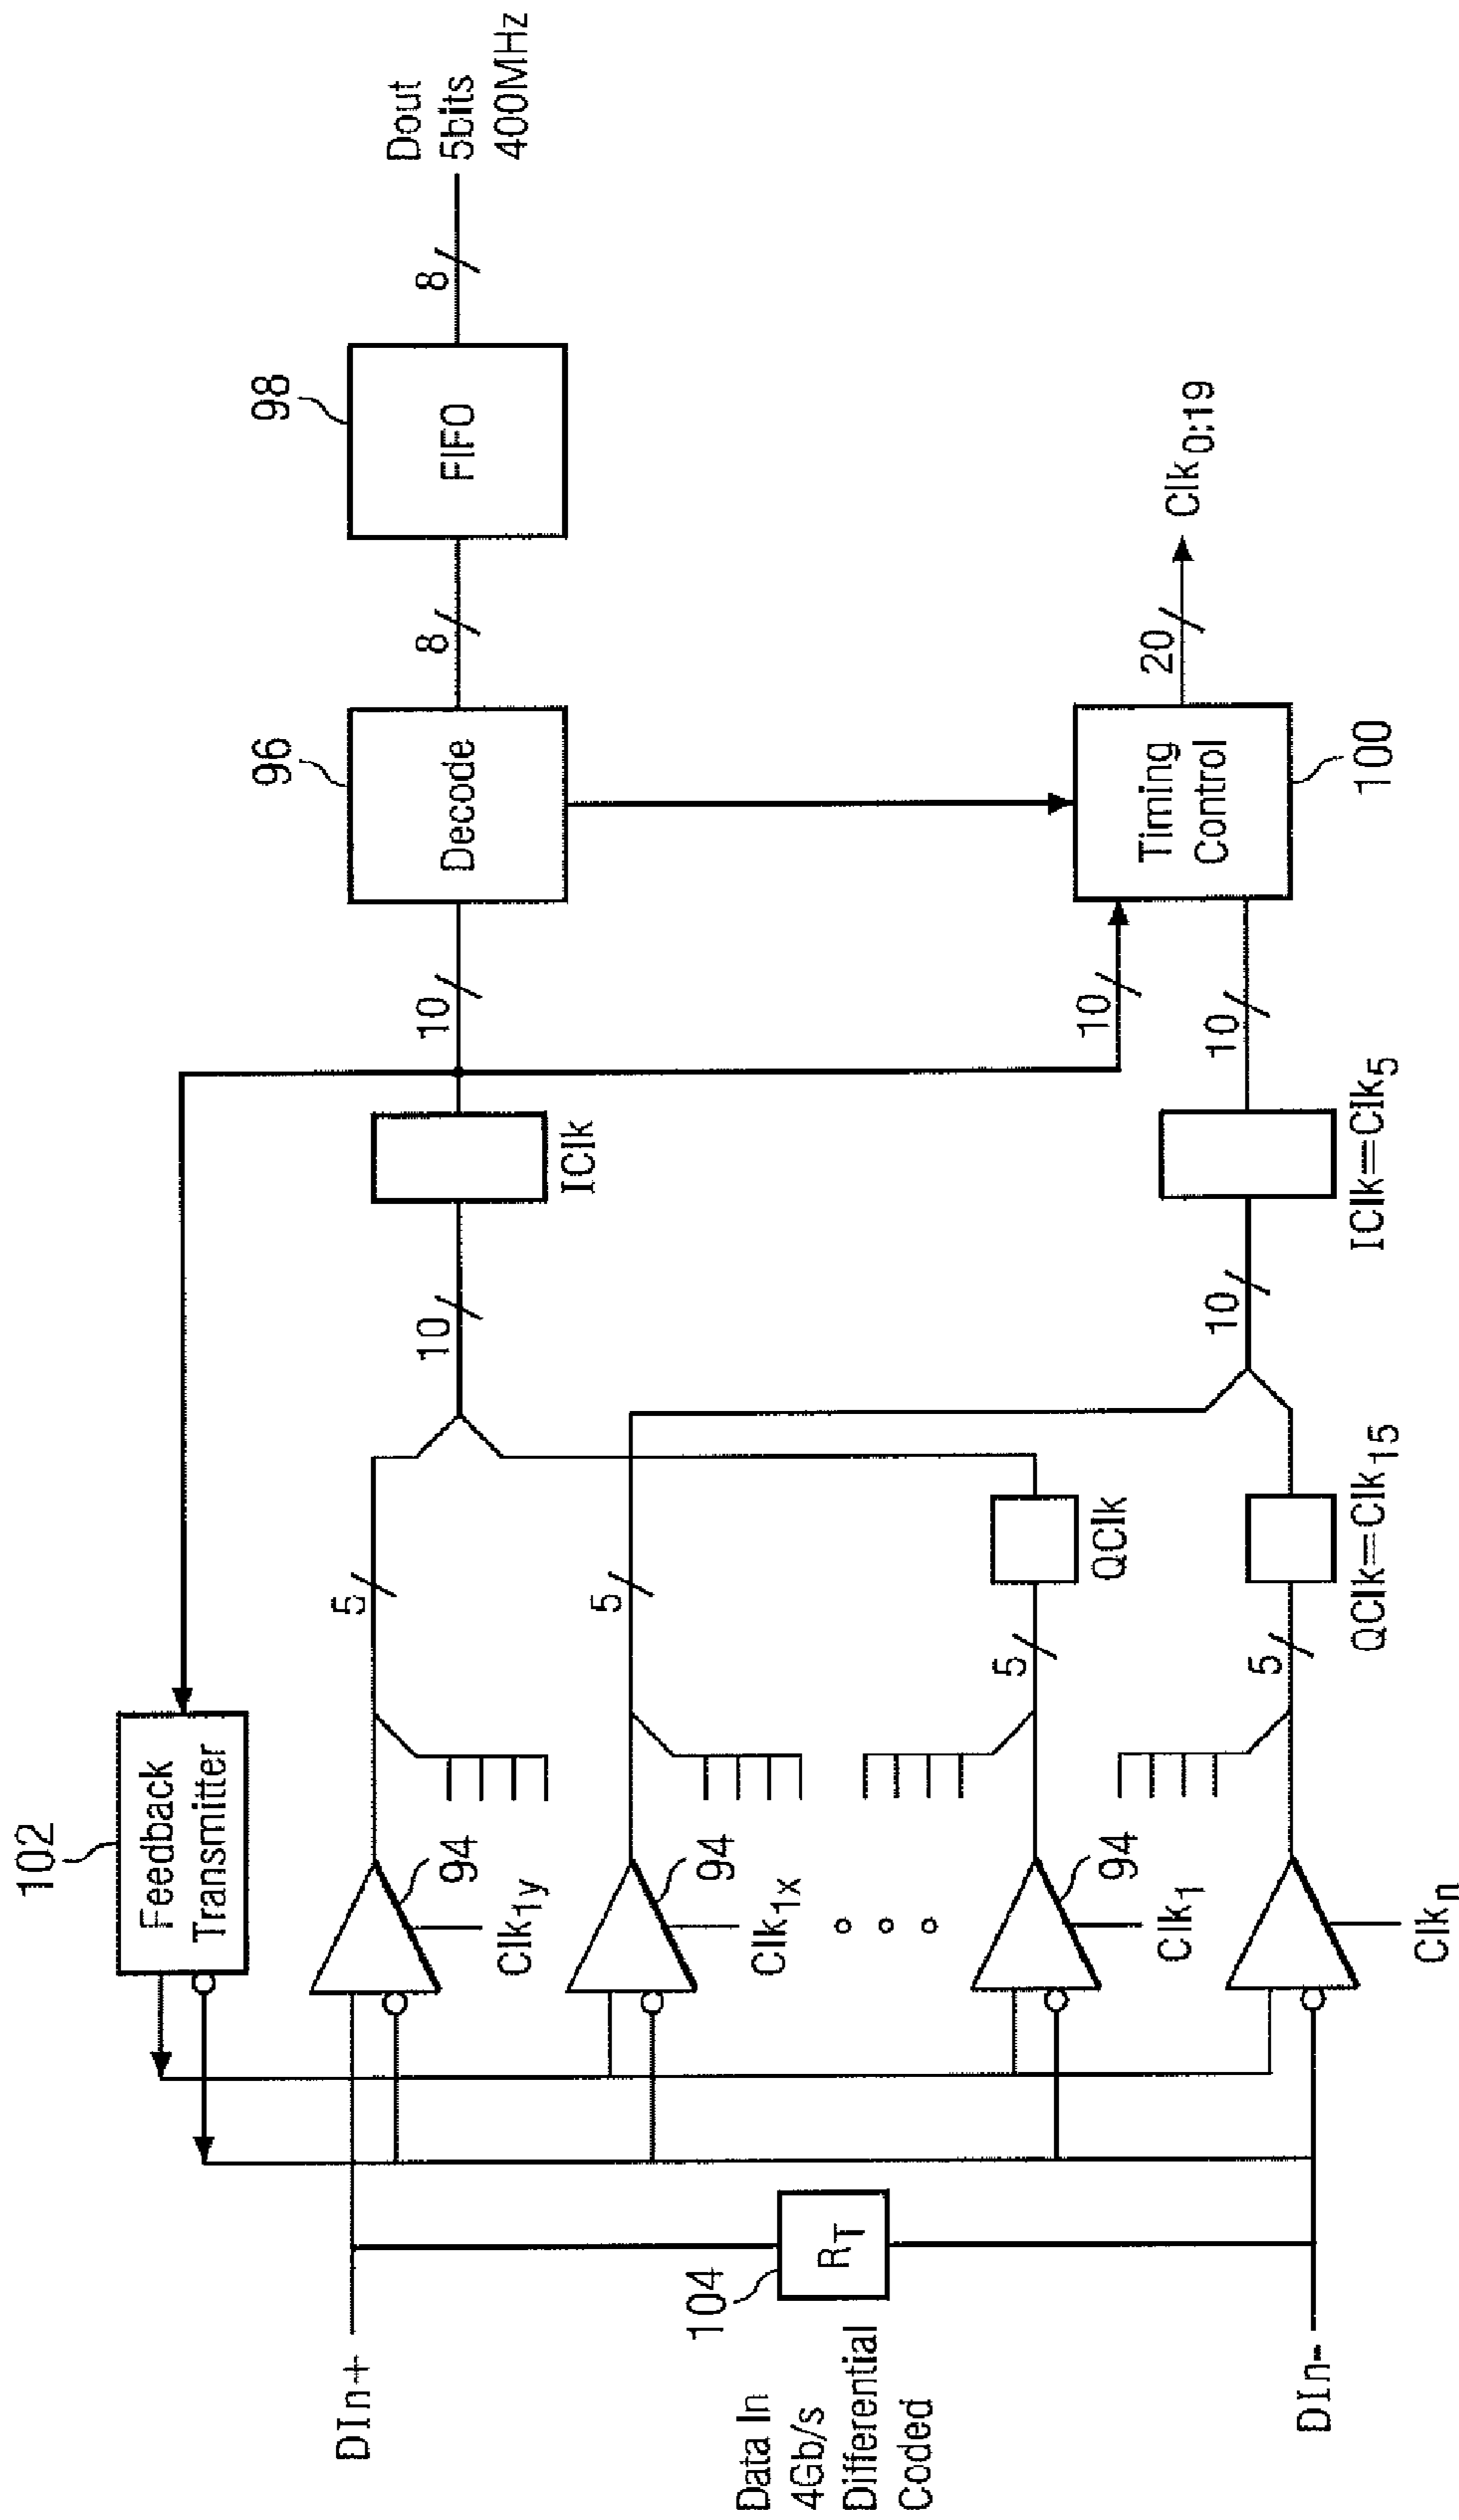 102
Feedback
Transmitter
DIn+
104
RT
Data In
4Gb/s
Differential
Coded
DIn-
94
Clk1y
94
Clk1x
94
Clk1
Clkn
5
5
5
5
QClk
QClk=Clk15
10
10
IClk
IClk=Clk5
10
10
10
96
Decode
Timing
Control
100
8
98
FIFO
20
Clk0:19
8
Dout
5bits
400MHz